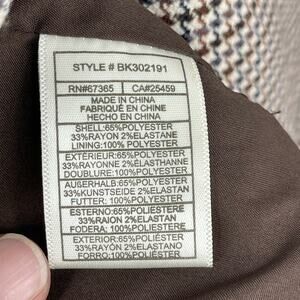 STYLE # BK302191
RN#67365 CA#25459
MADE IN CHINA
FABRIQUÉ EN CHINE
HECHO EN CHINA
SHELL:65%POLYESTER
33%RAYON 2%ELASTANE
LINING:100% POLYESTER
EXTÉRIEUR:65%POLYESTER
33%RAYONNE 2%ÉLASTHANNE
DOUBLURE:100% POLYESTER
AUßERHALB:65%POLYESTER
33%KUNSTSEIDE 2%ELASTAN
FUTTER: 100% POLYESTER
ESTERNO:65%POLIESTERE
33%RAION 2%ELASTAN
FODERA; 100% POLIESTERE
EXTERIOR:65%POLIÉSTER
33%RAYÓN 2%ELASTANO
FORRO:100% POLIÉSTER